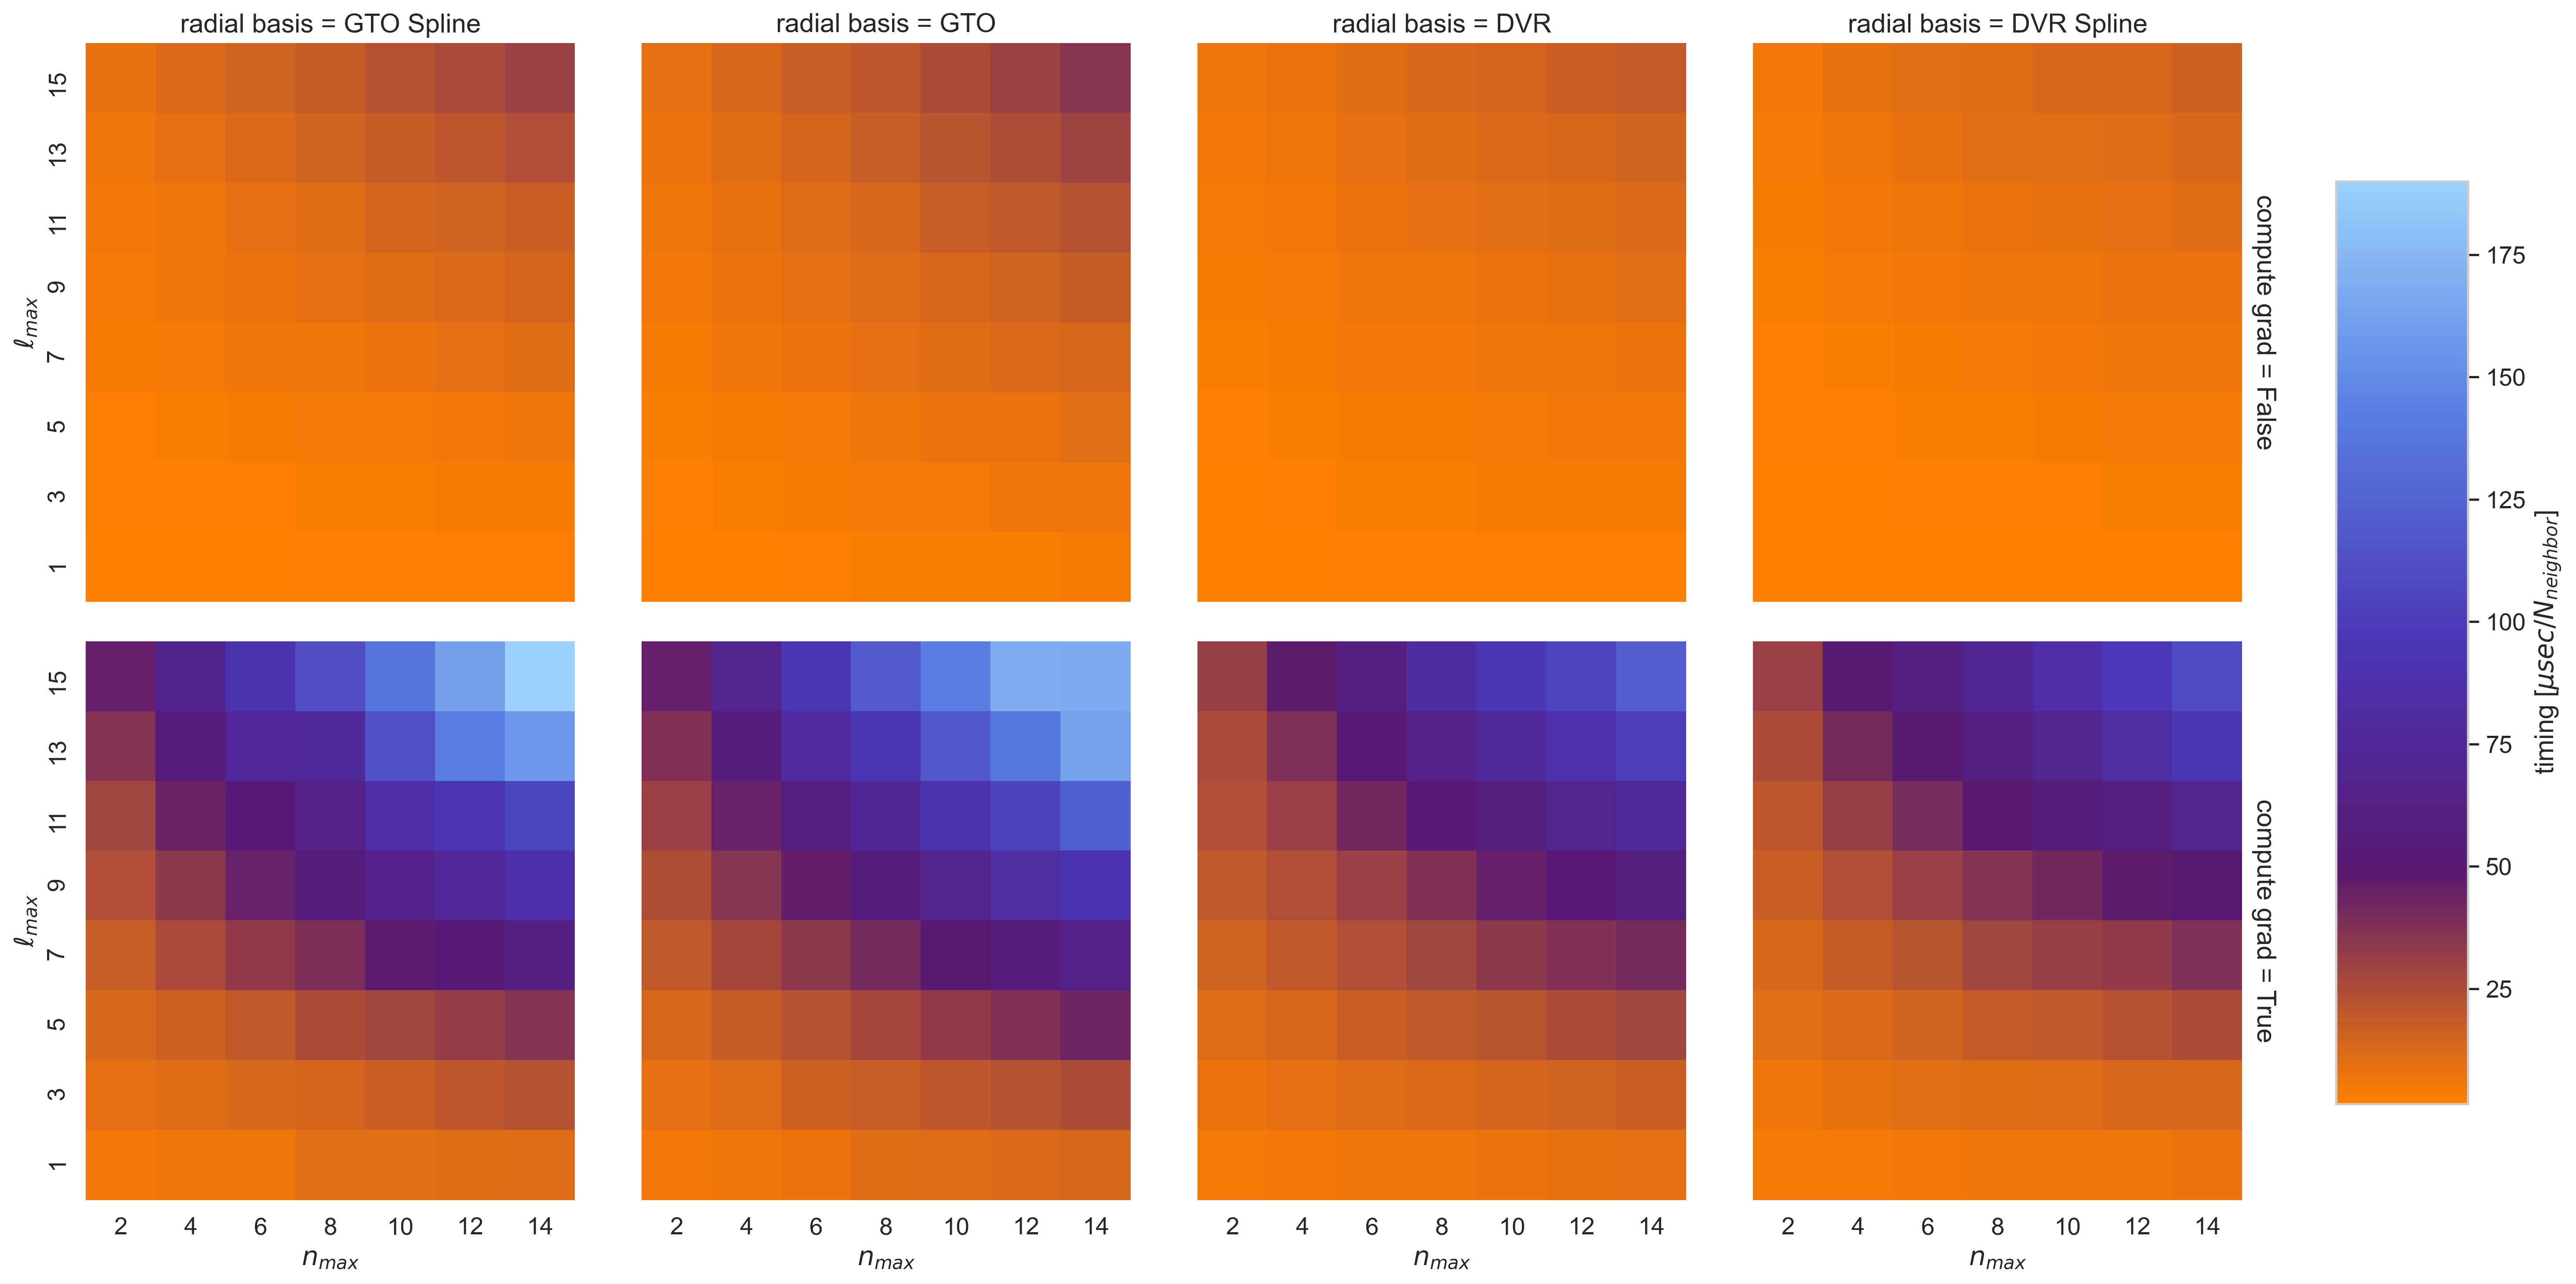 radial basis = GTO Spline
radial basis = GTO
radial basis = DVR
radial basis = DVR Spline
ℓmax
15
13
11
9
7
5
3
1
compute grad = False
ℓmax
15
13
11
9
7
5
3
1
compute grad = True
2 4 6 8 10 12 14
2 4 6 8 10 12 14
2 4 6 8 10 12 14
2 4 6 8 10 12 14
nmax
nmax
nmax
nmax
175
150
125
100
75
50
25
timing [μsec/Nneighbor]